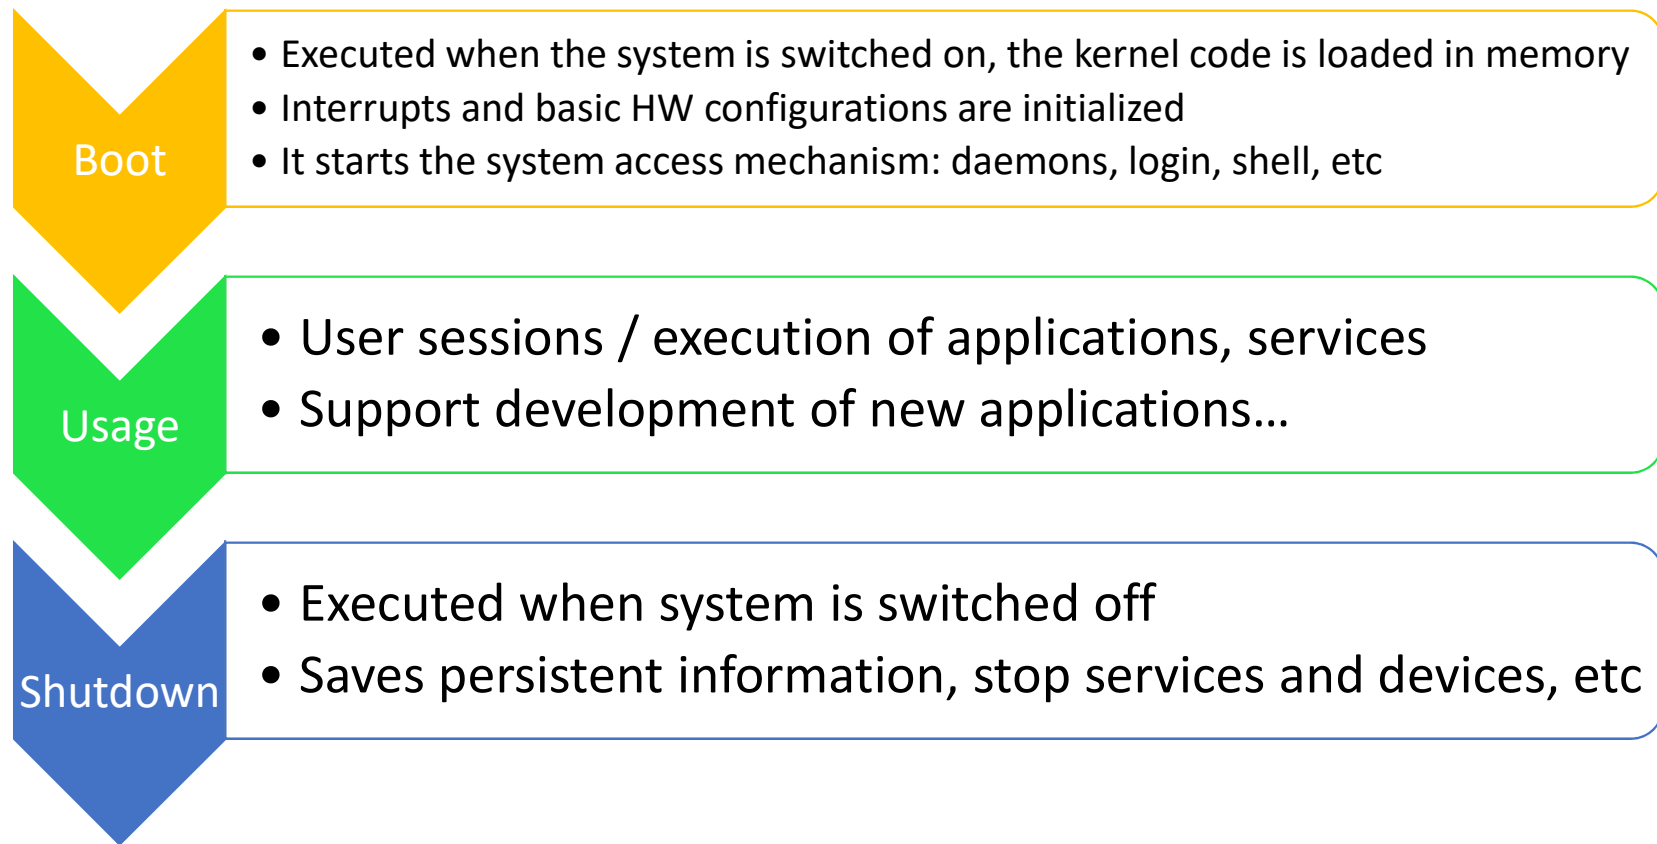 Boot
• Executed when the system is switched on, the kernel code is loaded in memory
• Interrupts and basic HW configurations are initialized
• It starts the system access mechanism: daemons, login, shell, etc
Usage
• User sessions / execution of applications, services
• Support development of new applications…
Shutdown
• Executed when system is switched off
• Saves persistent information, stop services and devices, etc